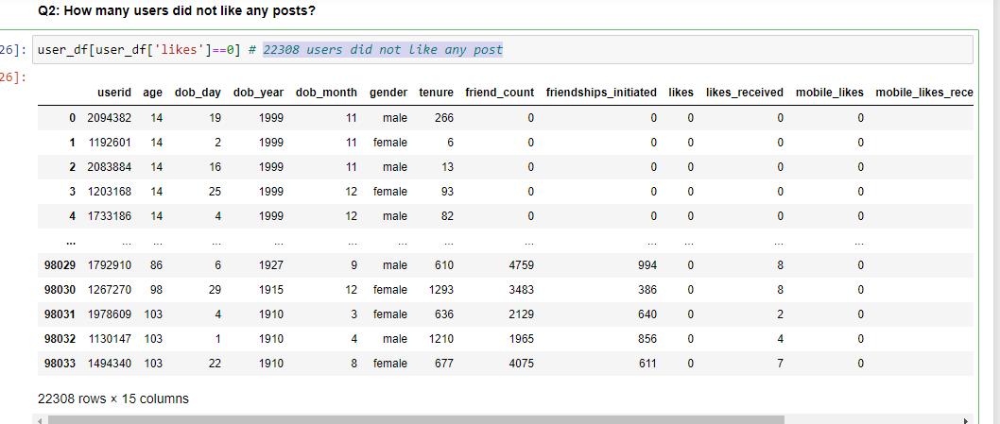 Q2: How many users did not like any posts?
26]: user_df[user_df['likes']==0] # 22308 users did not like any post
26]:
userid age dob_day dob_year dob_month gender tenure friend_count friendships_initiated likes likes_received mobile_likes mobile_likes_rece
0 2094382 14 19 1999 11 male 266 0 0 0 0 0
1 1192601 14 2 1999 11 female 6 0 0 0 0 0
2 2083884 14 16 1999 11 male 13 0 0 0 0 0
3 1203168 14 25 1999 12 female 93 0 0 0 0 0
4 1733186 14 4 1999 12 male 82 0 0 0 0 0
... ... ... ... ... ... ... ... ... ... ... ... ...
98029 1792910 86 6 1927 9 male 610 4759 994 0 8 0
98030 1267270 98 29 1915 12 female 1293 3483 386 0 8 0
98031 1978609 103 4 1910 3 female 636 2129 640 0 2 0
98032 1130147 103 1 1910 4 male 1210 1965 856 0 4 0
98033 1494340 103 22 1910 8 female 677 4075 611 0 7 0
22308 rows × 15 columns